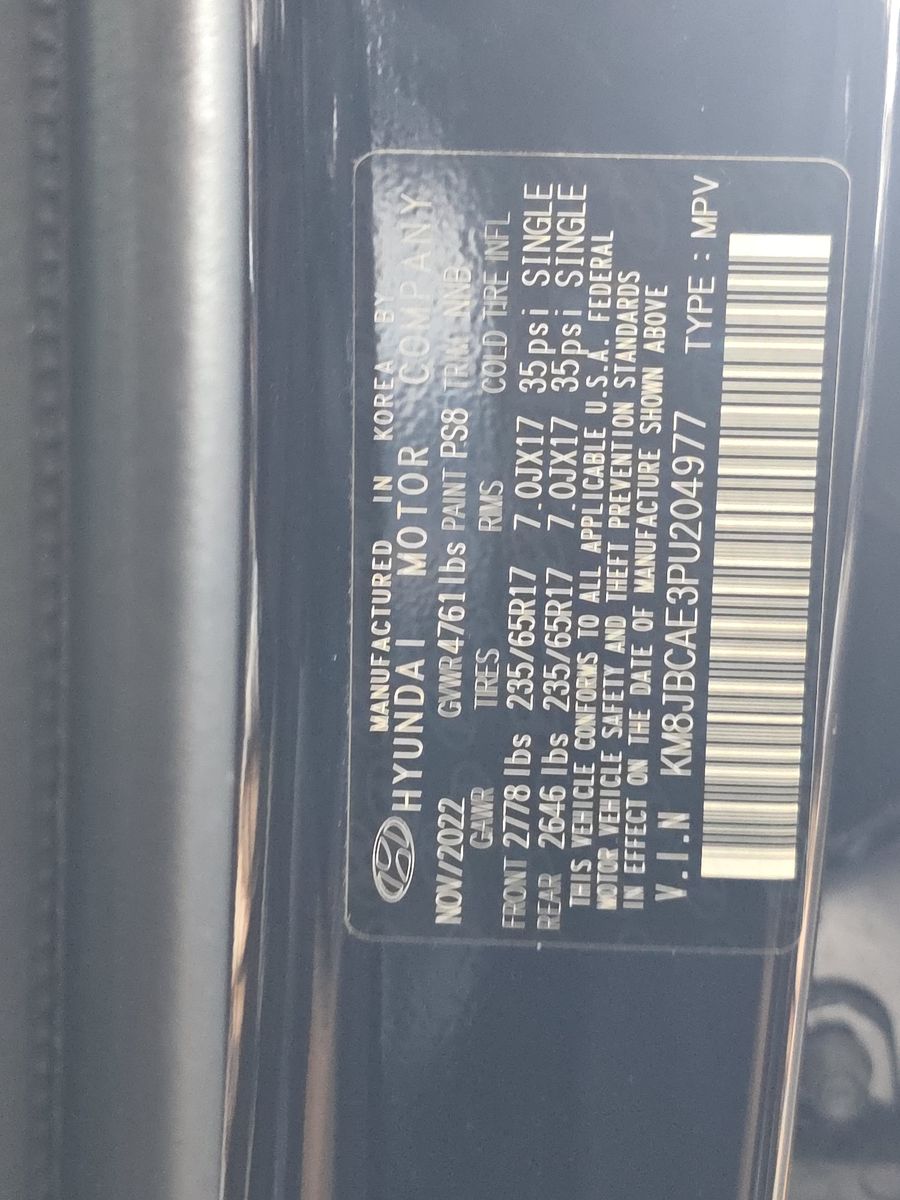 MANUFACTURED IN KOREA BY
HYUNDAI MOTOR COMPANY
NOV/2022 GVWR4761lbs PAINT PS8 TRIM NNB
GAWR TIRES RMS COLD TIRE INFL
FRONT 2778 lbs 235/65R17 7.0JX17 35psi SINGLE
REAR 2646 lbs 235/65R17 7.0JX17 35psi SINGLE
THIS VEHICLE CONFORMS TO ALL APPLICABLE U.S.A. FEDERAL
MOTOR VEHICLE SAFETY AND THEFT PREVENTION STANDARDS
IN EFFECT ON THE DATE OF MANUFACTURE SHOWN ABOVE
V.I.N KM8JBCAE3PU204977 TYPE : MPV